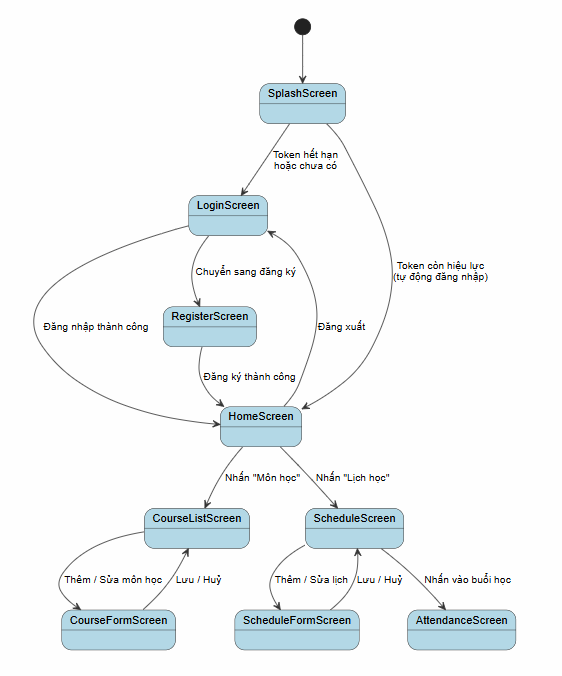 SplashScreen
Token hết hạn
hoặc chưa có
LoginScreen
Chuyển sang đăng ký
Token còn hiệu lực
(tự động đăng nhập)
RegisterScreen
Đăng nhập thành công
Đăng xuất
Đăng ký thành công
HomeScreen
Nhấn "Môn học"
Nhấn "Lịch học"
CourseListScreen
ScheduleScreen
Thêm / Sửa môn học
Lưu / Huỷ
Thêm / Sửa lịch
Lưu / Huỷ
Nhấn vào buổi học
CourseFormScreen
ScheduleFormScreen
AttendanceScreen